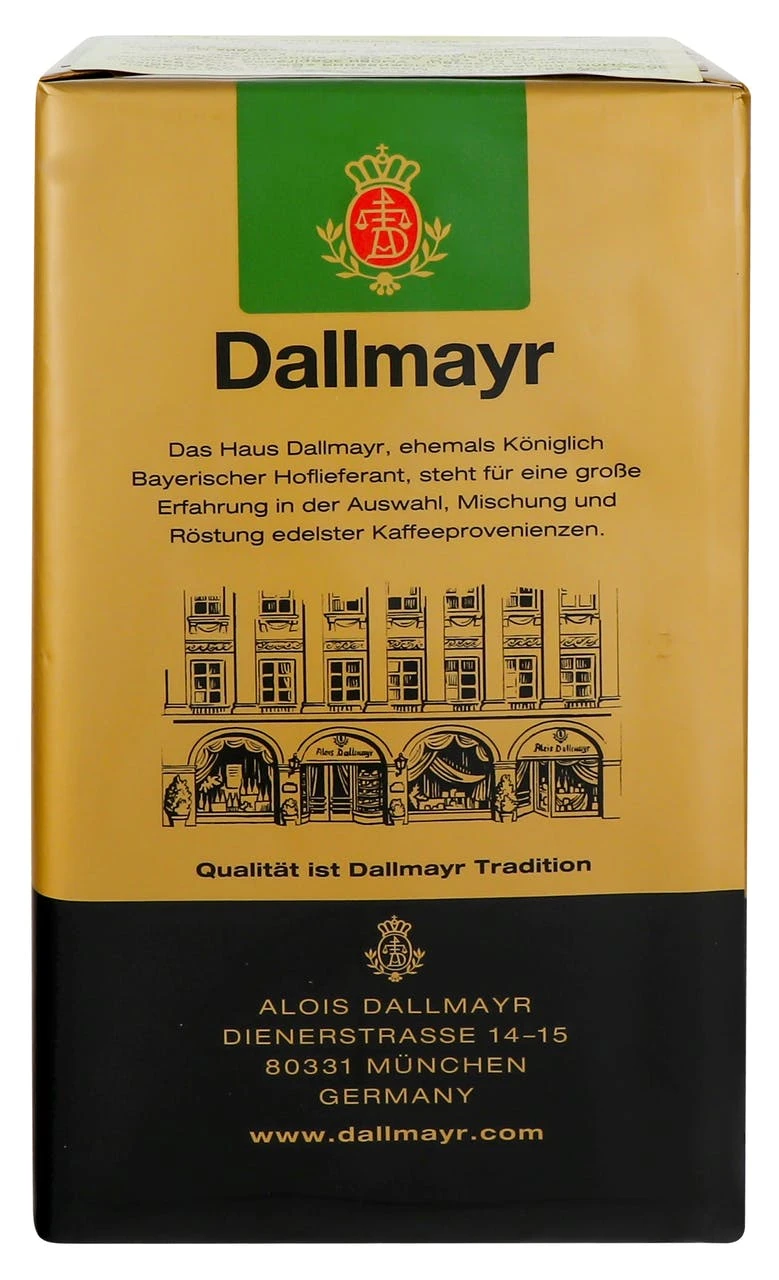 Dallmayr
Das Haus Dallmayr, ehemals Königlich
Bayerischer Hoflieferant, steht für eine große
Erfahrung in der Auswahl, Mischung und
Röstung edelster Kaffeeprovenienzen.
Alois Dallmayr
Alois Dallmayr
Qualität ist Dallmayr Tradition
ALOIS DALLMAYR
DIENERSTRASSE 14–15
80331 MÜNCHEN
GERMANY
www.dallmayr.com